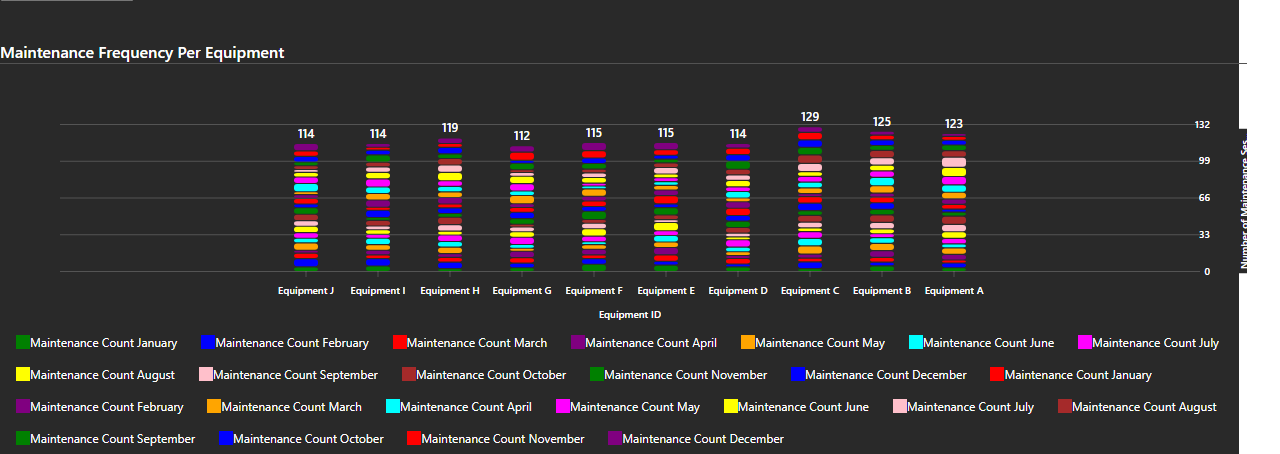 Maintenance Frequency Per Equipment
114 114 119 112 115 115 114 129 125 123
132
99
66
33
0
Number of Maintenance Ses
Equipment J Equipment I Equipment H Equipment G Equipment F Equipment E Equipment D Equipment C Equipment B Equipment A
Equipment ID
Maintenance Count January Maintenance Count February Maintenance Count March Maintenance Count April Maintenance Count May Maintenance Count June Maintenance Count July
Maintenance Count August Maintenance Count September Maintenance Count October Maintenance Count November Maintenance Count December Maintenance Count January
Maintenance Count February Maintenance Count March Maintenance Count April Maintenance Count May Maintenance Count June Maintenance Count July Maintenance Count August
Maintenance Count September Maintenance Count October Maintenance Count November Maintenance Count December